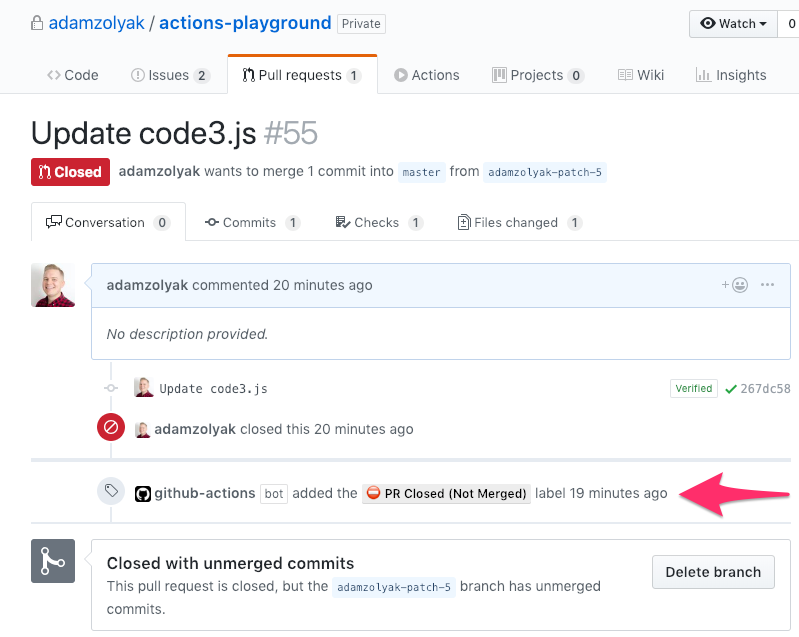 adamzolyak / actions-playground Private Watch 0
Code Issues 2 Pull requests 1 Actions Projects 0 Wiki Insights
Update code3.js #55
Closed adamzolyak wants to merge 1 commit into master from adamzolyak-patch-5
Conversation 0 Commits 1 Checks 1 Files changed 1
adamzolyak commented 20 minutes ago
No description provided.
Update code3.js Verified 267dc58
adamzolyak closed this 20 minutes ago
github-actions bot added the PR Closed (Not Merged) label 19 minutes ago
Closed with unmerged commits
This pull request is closed, but the adamzolyak-patch-5 branch has unmerged
commits.
Delete branch